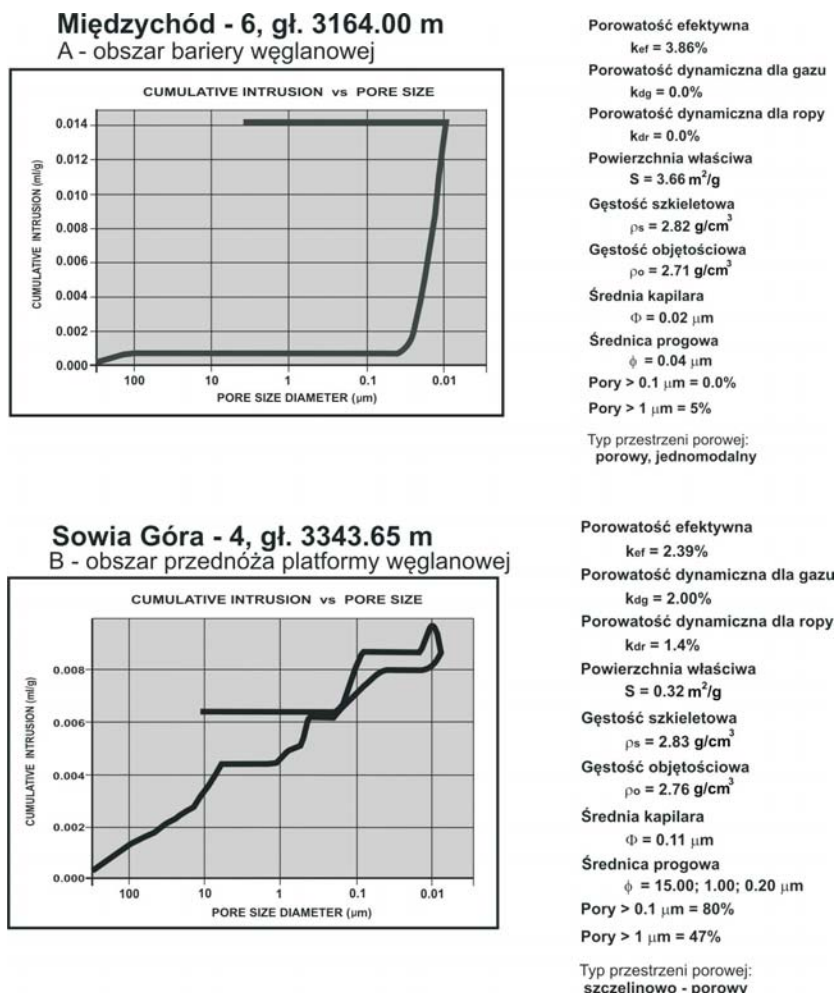 Międzychód - 6, gł. 3164.00 m
A - obszar bariery węglanowej
CUMULATIVE INTRUSION vs PORE SIZE
CUMULATIVE INTRUSION (ml/g)
0.014
0.012
0.010
0.008
0.006
0.004
0.002
0.000
100 10 1 0.1 0.01
PORE SIZE DIAMETER (µm)
Porowatość efektywna
kef = 3.86%
Porowatość dynamiczna dla gazu
kdg = 0.0%
Porowatość dynamiczna dla ropy
kdr = 0.0%
Powierzchnia właściwa
S = 3.66 m²/g
Gęstość szkieletowa
ρs = 2.82 g/cm³
Gęstość objętościowa
ρo = 2.71 g/cm³
Średnia kapilara
Φ = 0.02 µm
Średnica progowa
ϕ = 0.04 µm
Pory > 0.1 µm = 0.0%
Pory > 1 µm = 5%
Typ przestrzeni porowej:
porowy, jednomodalny
Sowia Góra - 4, gł. 3343.65 m
B - obszar przednóża platformy węglanowej
CUMULATIVE INTRUSION vs PORE SIZE
CUMULATIVE INTRUSION (ml/g)
0.008
0.006
0.004
0.002
0.000
100 10 1 0.1 0.01
PORE SIZE DIAMETER (µm)
Porowatość efektywna
kef = 2.39%
Porowatość dynamiczna dla gazu
kdg = 2.00%
Porowatość dynamiczna dla ropy
kdr = 1.4%
Powierzchnia właściwa
S = 0.32 m²/g
Gęstość szkieletowa
ρs = 2.83 g/cm³
Gęstość objętościowa
ρo = 2.76 g/cm³
Średnia kapilara
Φ = 0.11 µm
Średnica progowa
ϕ = 15.00; 1.00; 0.20 µm
Pory > 0.1 µm = 80%
Pory > 1 µm = 47%
Typ przestrzeni porowej:
szczelinowo - porowy